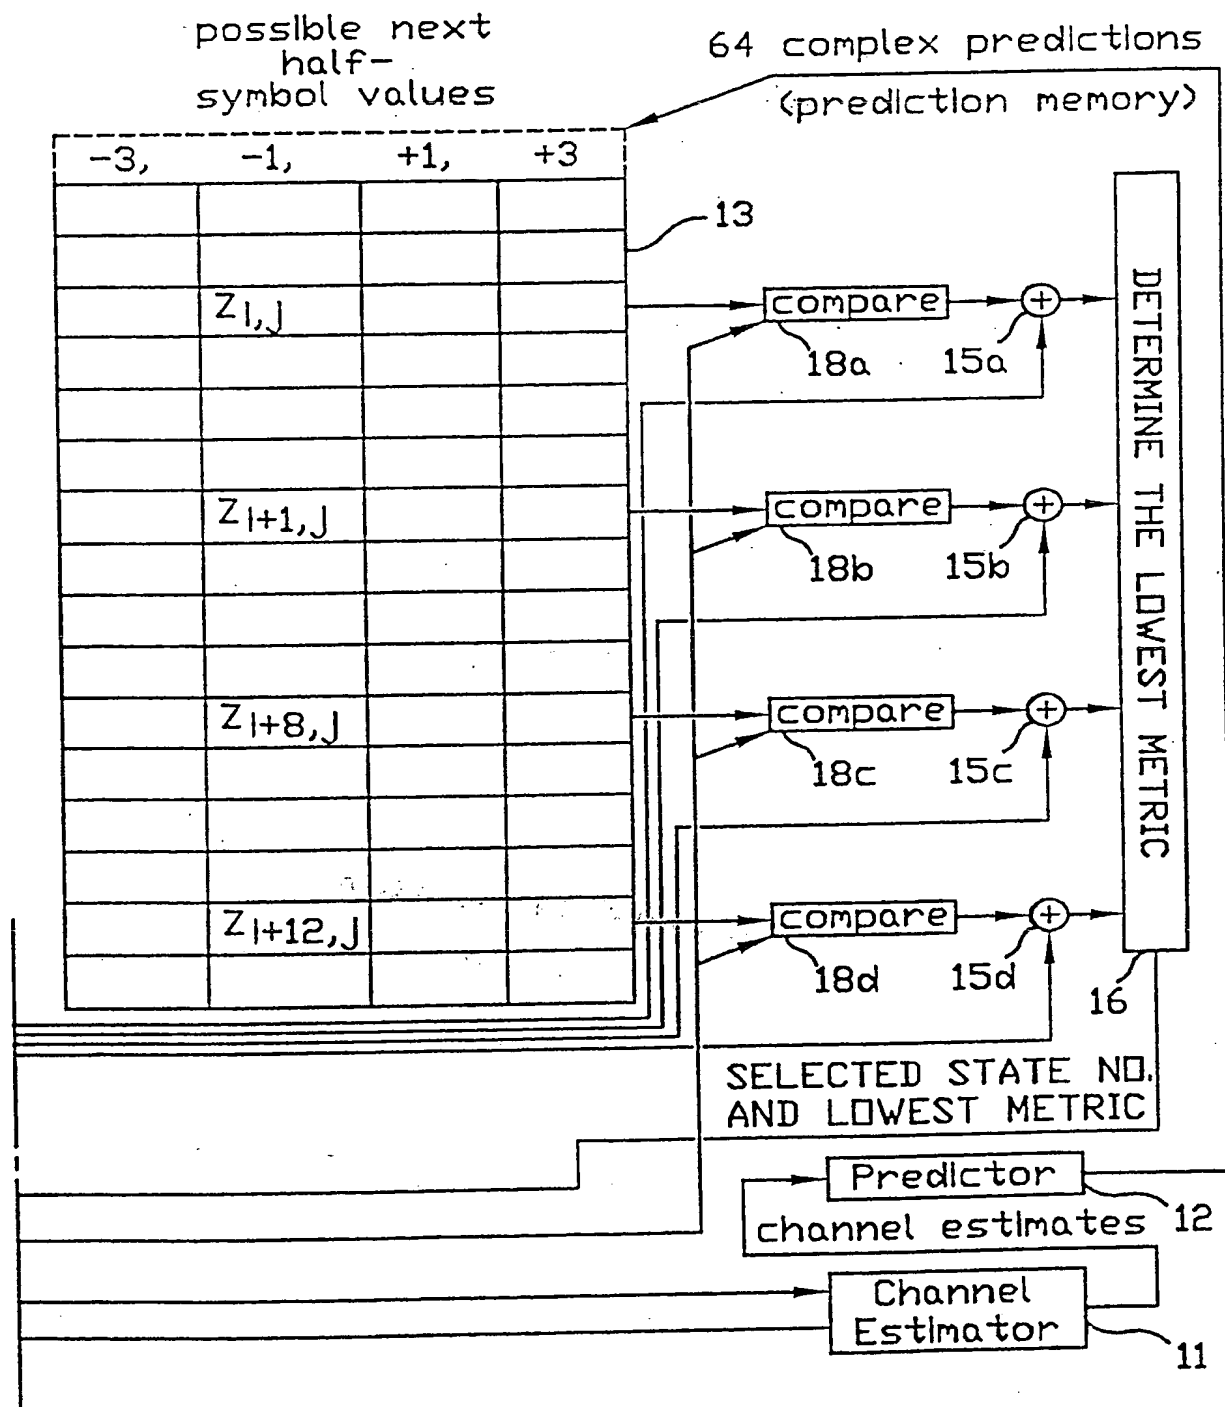 possible next
half-
symbol values
64 complex predictions
(prediction memory)
-3, -1, +1, +3
13
Z I, J
compare
18a
15a
Z I+1, J
compare
18b
15b
Z I+8, J
compare
18c
15c
Z I+12, J
compare
18d
15d
DETERMINE THE LOWEST METRIC
16
SELECTED STATE NO.
AND LOWEST METRIC
Predictor
12
channel estimates
Channel
Estimator
11